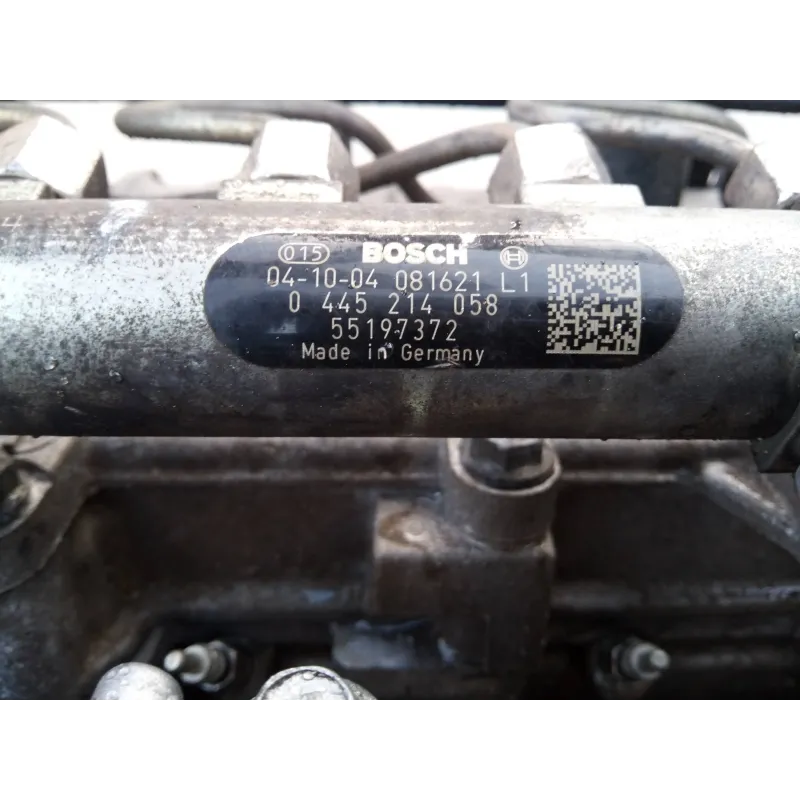 015 BOSCH
04-10-04 081621 L1
0 445 214 058
55197372
Made in Germany